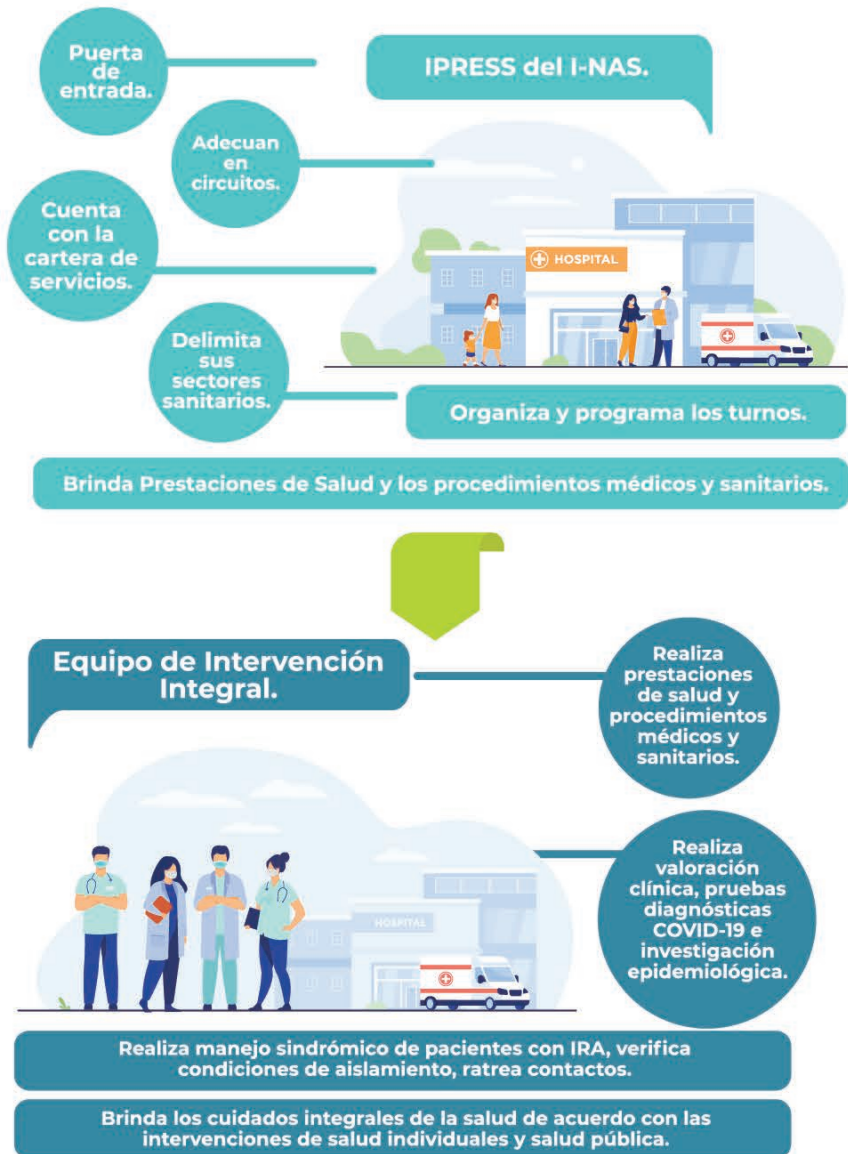 Puerta
de
entrada.
IPRESS del I-NAS.
Adecuan
en
circuitos.
Cuenta
con la
cartera de
servicios.
HOSPITAL
Delimita
sus
sectores
sanitarios.
Organiza y programa los turnos.
Brinda Prestaciones de Salud y los procedimientos médicos y sanitarios.
Equipo de Intervención
Integral.
Realiza
prestaciones
de salud y
procedimientos
médicos y
sanitarios.
Realiza
valoración
clínica, pruebas
diagnósticas
COVID-19 e
investigación
epidemiológica.
HOSPITAL
Realiza manejo sindrómico de pacientes con IRA, verifica
condiciones de aislamiento, ratrea contactos.
Brinda los cuidados integrales de la salud de acuerdo con las
intervenciones de salud individuales y salud pública.